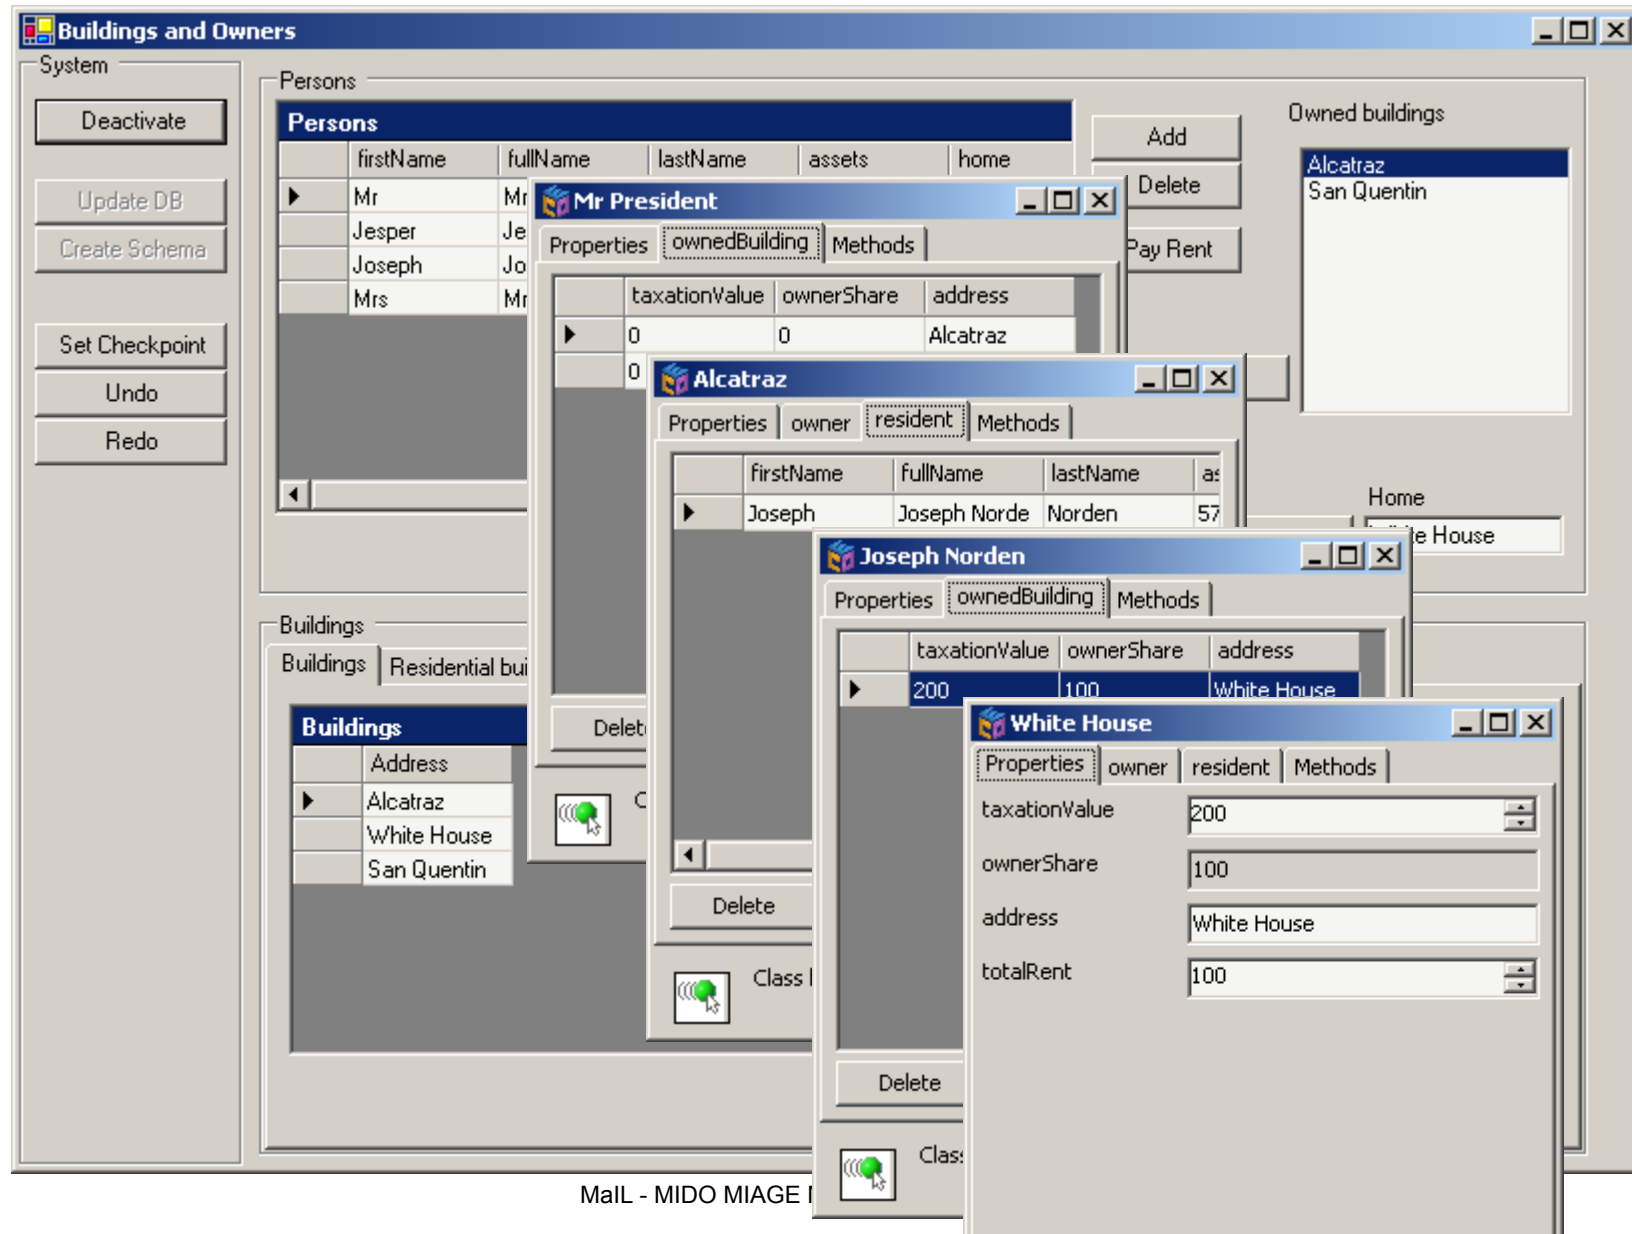 Buildings and Owners
System
Deactivate
Update DB
Create Schema
Set Checkpoint
Undo
Redo
Persons
Persons
firstName fullName lastName assets home
Mr Mr
Jesper Je
Joseph Jo
Mrs Mr
Add
Delete
Pay Rent
Owned buildings
Alcatraz
San Quentin
Home
House
Mr President
Properties ownedBuilding Methods
taxationValue ownerShare address
0 0 Alcatraz
0
Delet
Alcatraz
Properties owner resident Methods
firstName fullName lastName as
Joseph Joseph Norde Norden 57
Delete
Class
Joseph Norden
Properties ownedBuilding Methods
taxationValue ownerShare address
200 100 White House
Delete
Clas
White House
Properties owner resident Methods
taxationValue 200
ownerShare 100
address White House
totalRent 100
Buildings
Buildings Residential bui
Buildings
Address
Alcatraz
White House
San Quentin
MaIL - MIDO MIAGE